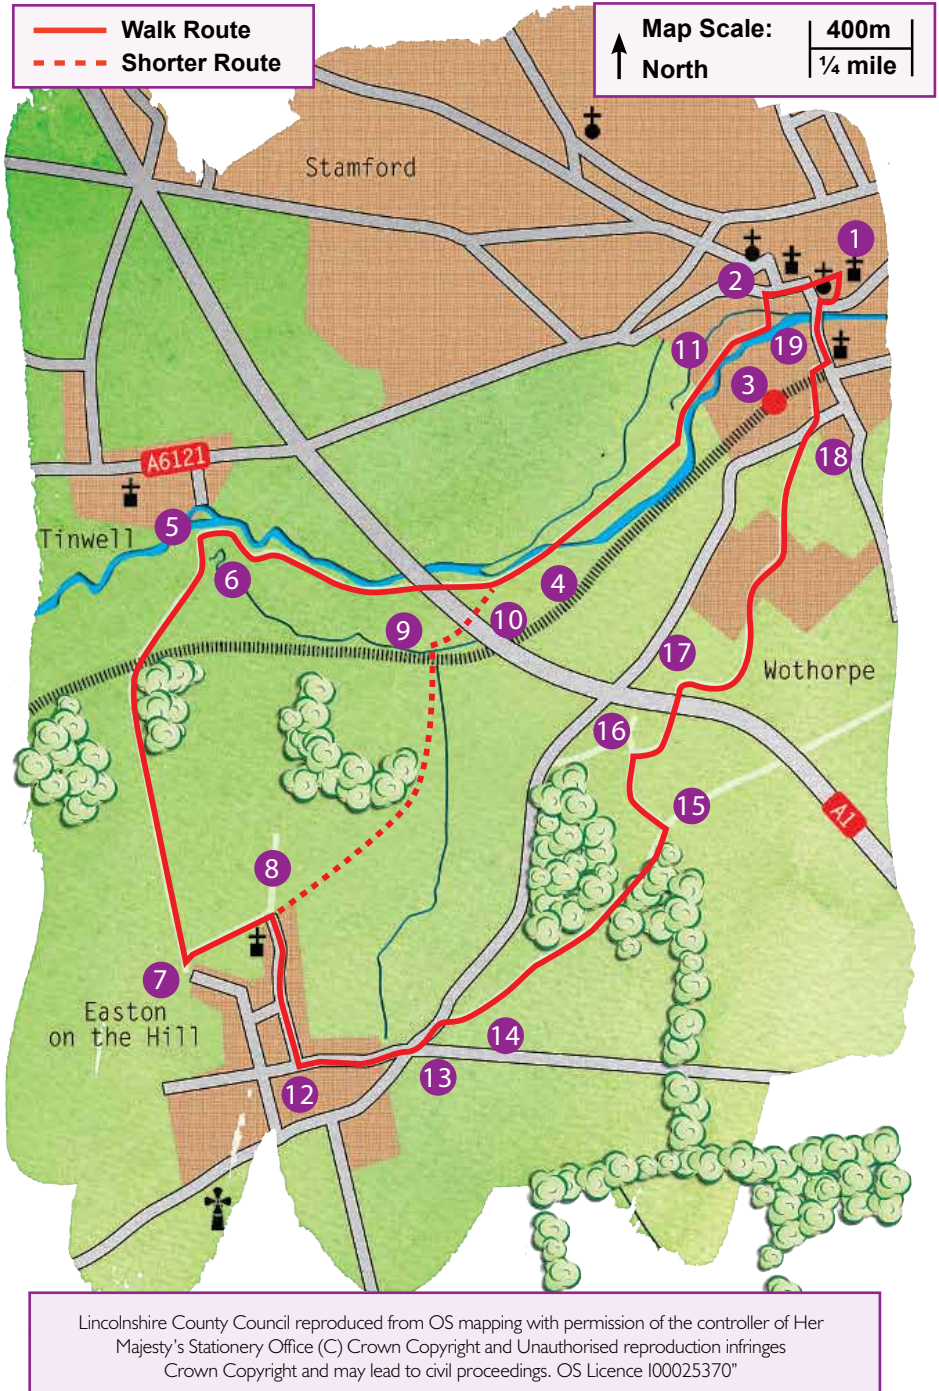 Walk Route
Shorter Route
Map Scale:
North
400m
¼ mile
Stamford
1
2
11
19
3
18
A6121
5
Tinwell
6
4
9
10
17
Wothorpe
16
15
A1
8
7
Easton
on the Hill
14
13
12
Lincolnshire County Council reproduced from OS mapping with permission of the controller of Her
Majesty's Stationery Office (C) Crown Copyright and Unauthorised reproduction infringes
Crown Copyright and may lead to civil proceedings. OS Licence 100025370"